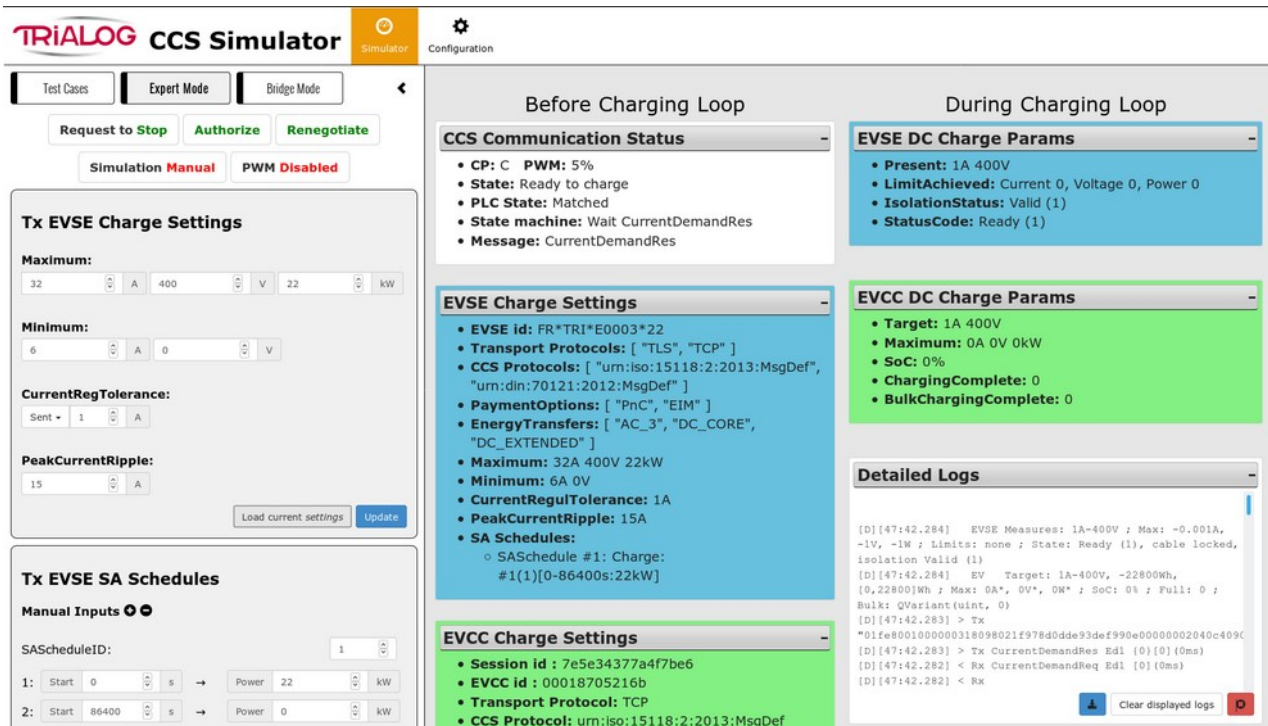 TRiALOG CCS Simulator
Simulator
Configuration
Test Cases
Expert Mode
Bridge Mode
Request to Stop
Authorize
Renegotiate
Simulation Manual
PWM Disabled
Tx EVSE Charge Settings
Maximum:
32 A 400 V 22 kW
Minimum:
6 A 0 V
CurrentRegTolerance:
Sent 1 A
PeakCurrentRipple:
15 A
Load current settings
Update
Tx EVSE SA Schedules
Manual Inputs
SAScheduleID: 1
1: Start 0 s → Power 22 kW
2: Start 86400 s → Power 0 kW
Before Charging Loop
CCS Communication Status −
• CP: C PWM: 5%
• State: Ready to charge
• PLC State: Matched
• State machine: Wait CurrentDemandRes
• Message: CurrentDemandRes
EVSE Charge Settings −
• EVSE id: FR*TRI*E0003*22
• Transport Protocols: [ "TLS", "TCP" ]
• CCS Protocols: [ "urn:iso:15118:2:2013:MsgDef",
"urn:din:70121:2012:MsgDef" ]
• PaymentOptions: [ "PnC", "EIM" ]
• EnergyTransfers: [ "AC_3", "DC_CORE",
"DC_EXTENDED" ]
• Maximum: 32A 400V 22kW
• Minimum: 6A 0V
• CurrentRegulTolerance: 1A
• PeakCurrentRipple: 15A
• SA Schedules:
○ SASchedule #1: Charge:
#1(1)[0-86400s:22kW]
EVCC Charge Settings −
• Session id : 7e5e34377a4f7be6
• EVCC id : 00018705216b
• Transport Protocol: TCP
• CCS Protocol: urn:iso:15118:2:2013:MsgDef
During Charging Loop
EVSE DC Charge Params −
• Present: 1A 400V
• LimitAchieved: Current 0, Voltage 0, Power 0
• IsolationStatus: Valid (1)
• StatusCode: Ready (1)
EVCC DC Charge Params −
• Target: 1A 400V
• Maximum: 0A 0V 0kW
• SoC: 0%
• ChargingComplete: 0
• BulkChargingComplete: 0
Detailed Logs −
[D][47:42.284] EVSE Measures: 1A-400V ; Max: -0.001A,
-1V, -1W ; Limits: none ; State: Ready (1), cable locked,
isolation Valid (1)
[D][47:42.284] EV Target: 1A-400V, -22800Wh,
[0,22800]Wh ; Max: 0A*, 0V*, 0W* ; SoC: 0% ; Full: 0 ;
Bulk: QVariant(uint, 0)
[D][47:42.283] > Tx
"01fe8001000000318098021f978d0dde93def990e00000002040c4090
[D][47:42.283] > Tx CurrentDemandRes Ed1 {0}[0](0ms)
[D][47:42.282] < Rx CurrentDemandReq Ed1 [0](0ms)
[D][47:42.282] < Rx
Clear displayed logs